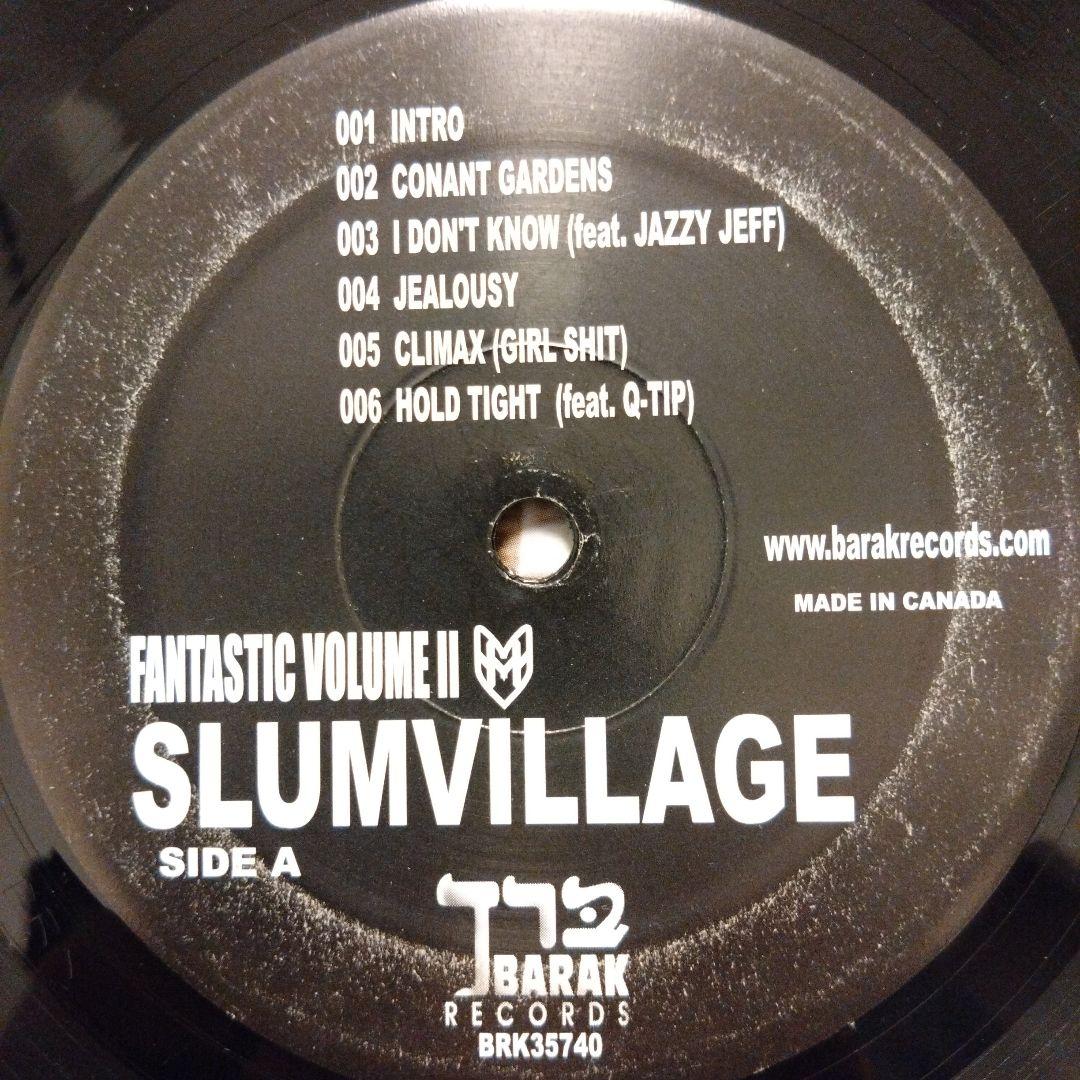 001 INTRO
002 CONANT GARDENS
003 I DON'T KNOW (feat. JAZZY JEFF)
004 JEALOUSY
005 CLIMAX (GIRL SHIT)
006 HOLD TIGHT (feat. Q-TIP)
www.barakrecords.com
MADE IN CANADA
FANTASTIC VOLUME II
SLUMVILLAGE
SIDE A
ברך
BARAK
RECORDS
BRK35740